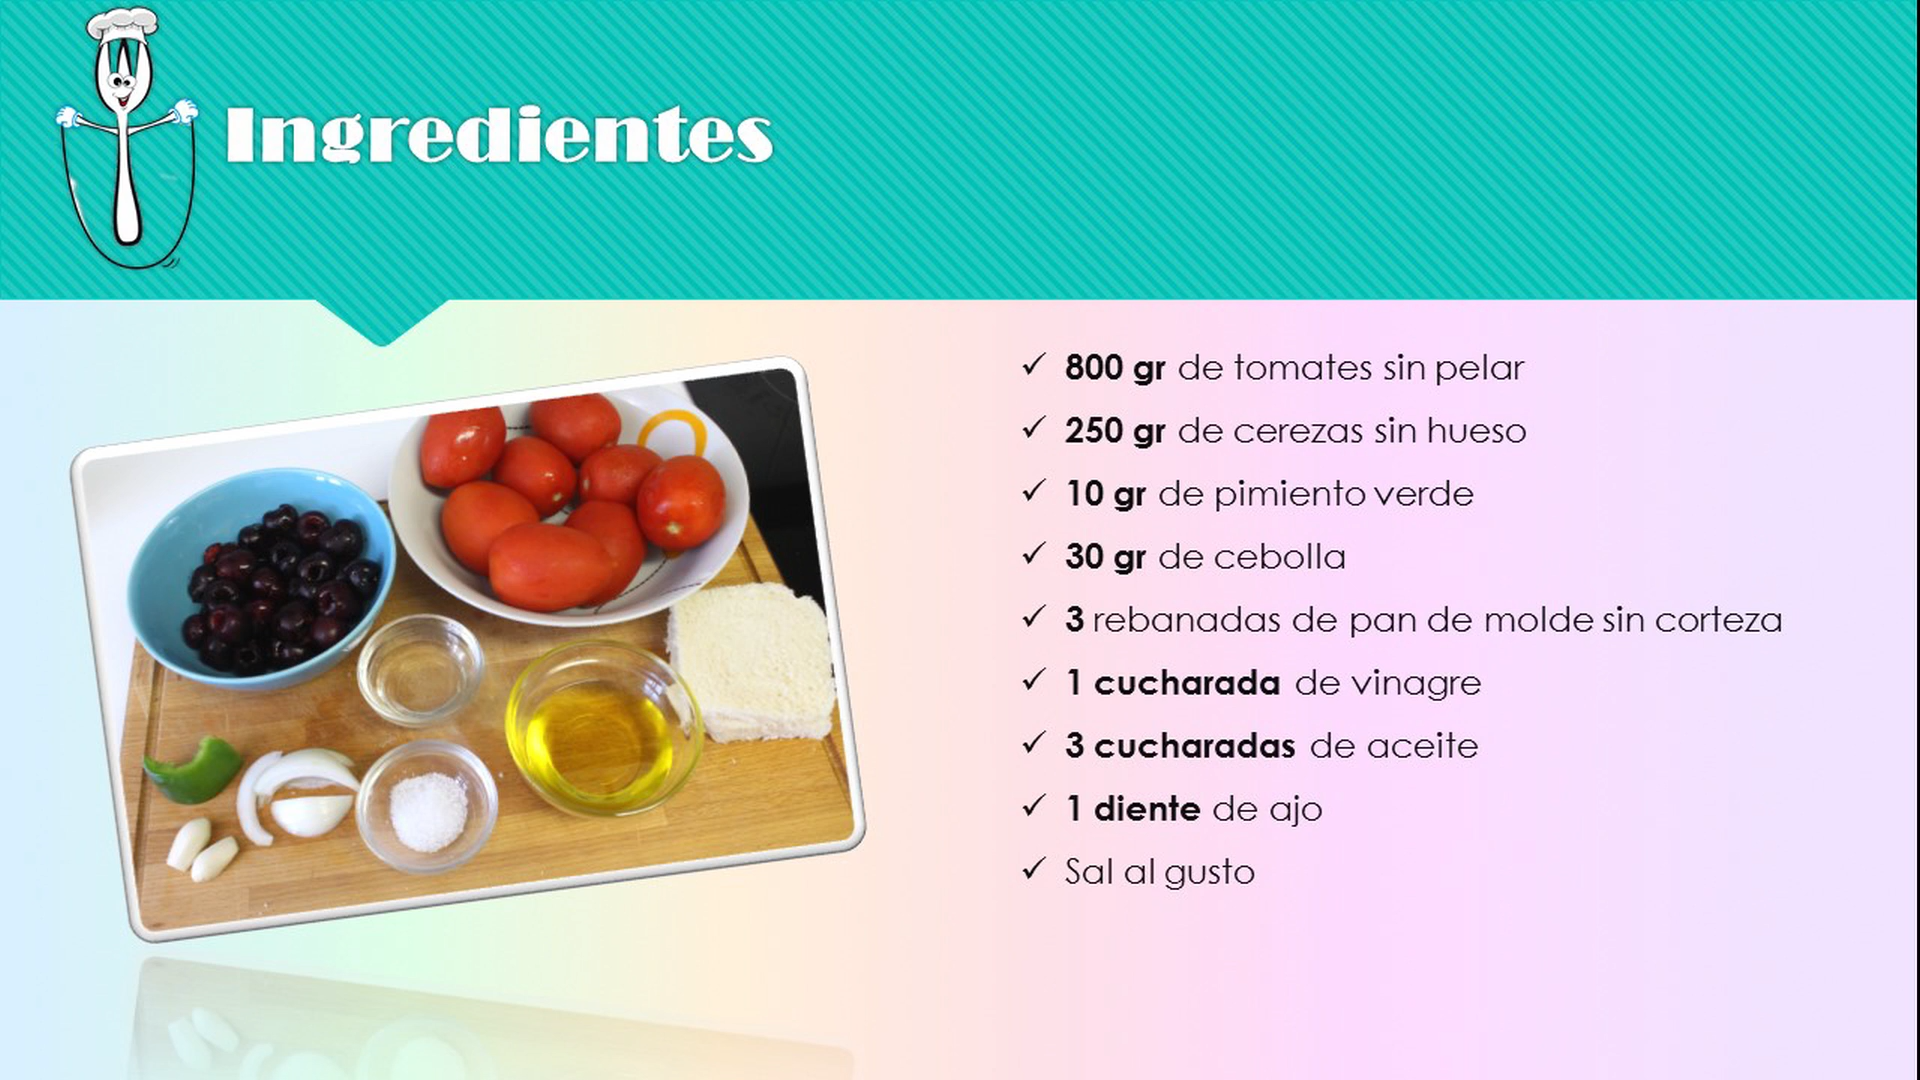 Ingredientes
✓ 800 gr de tomates sin pelar
✓ 250 gr de cerezas sin hueso
✓ 10 gr de pimiento verde
✓ 30 gr de cebolla
✓ 3 rebanadas de pan de molde sin corteza
✓ 1 cucharada de vinagre
✓ 3 cucharadas de aceite
✓ 1 diente de ajo
✓ Sal al gusto